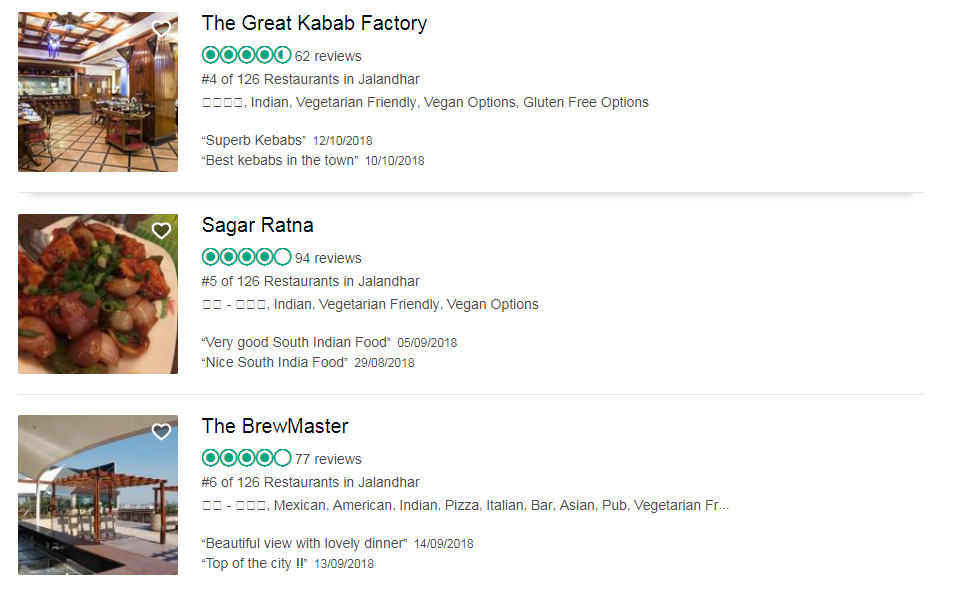 The Great Kabab Factory
62 reviews
#4 of 126 Restaurants in Jalandhar
□□□□, Indian, Vegetarian Friendly, Vegan Options, Gluten Free Options
“Superb Kebabs” 12/10/2018
“Best kebabs in the town” 10/10/2018
Sagar Ratna
94 reviews
#5 of 126 Restaurants in Jalandhar
□□ - □□□, Indian, Vegetarian Friendly, Vegan Options
“Very good South Indian Food” 05/09/2018
“Nice South India Food” 29/08/2018
The BrewMaster
77 reviews
#6 of 126 Restaurants in Jalandhar
□□ - □□□, Mexican, American, Indian, Pizza, Italian, Bar, Asian, Pub, Vegetarian Fr...
“Beautiful view with lovely dinner” 14/09/2018
“Top of the city !!” 13/09/2018